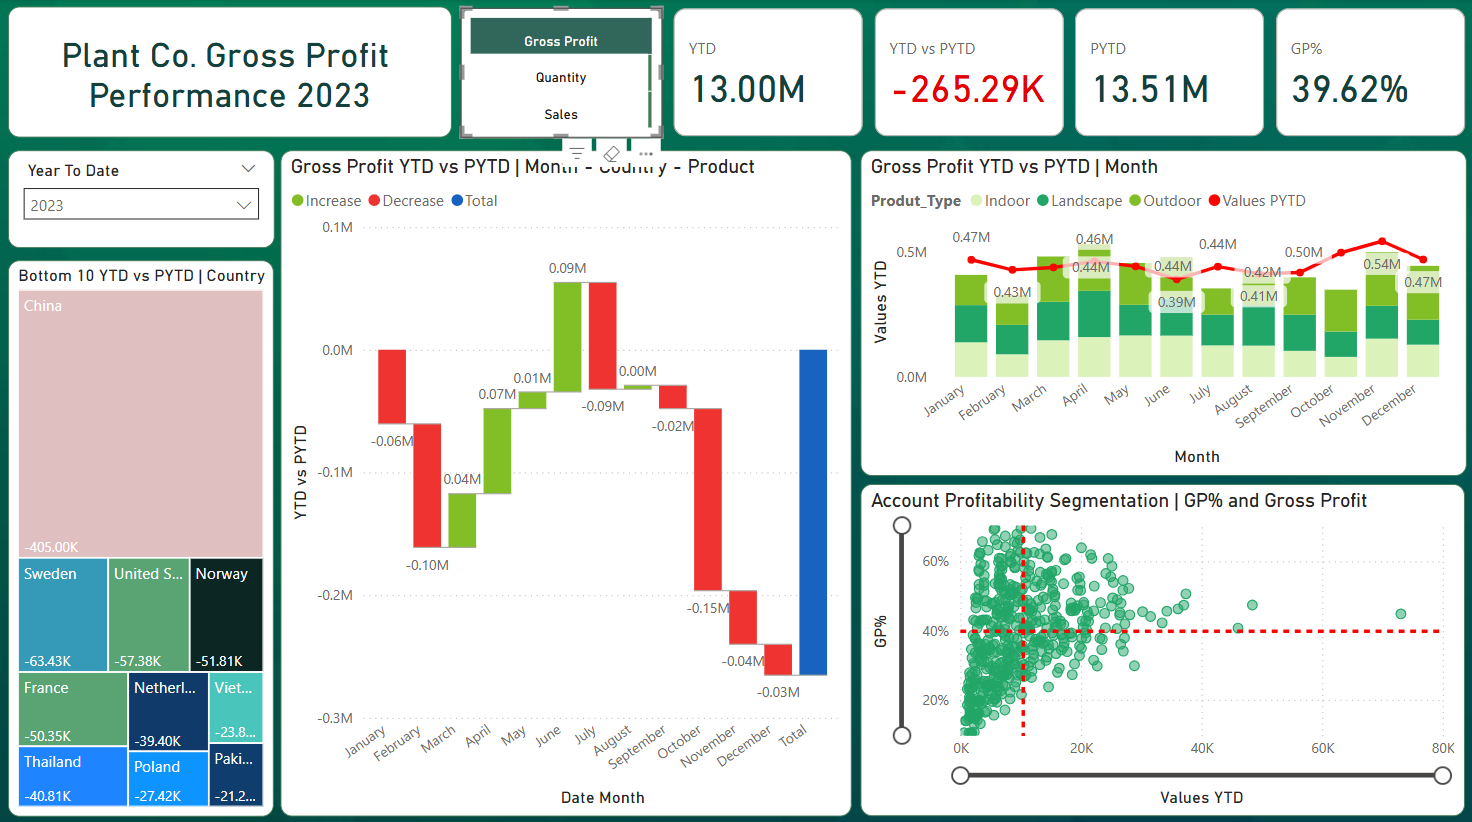 Plant Co. Gross Profit
Performance 2023
Gross Profit
Quantity
Sales
YTD
13.00M
YTD vs PYTD
-265.29K
PYTD
13.51M
GP%
39.62%
Year To Date
2023
Bottom 10 YTD vs PYTD | Country
China
-405.00K
Sweden
-63.43K
United S...
-57.38K
Norway
-51.81K
France
-50.35K
Netherl...
-39.40K
Viet...
-23.8...
Thailand
-40.81K
Poland
-27.42K
Paki...
-21.2...
Gross Profit YTD vs PYTD | Month - Country - Product
Increase Decrease Total
YTD vs PYTD
0.1M
0.0M
-0.1M
-0.2M
-0.3M
-0.06M
-0.10M
0.04M
0.07M
0.01M
0.09M
-0.09M
0.00M
-0.02M
-0.15M
-0.04M
-0.03M
January
February
March
April
May
June
July
August
September
October
November
December
Total
Date Month
Gross Profit YTD vs PYTD | Month
Produt_Type Indoor Landscape Outdoor Values PYTD
Values YTD
0.5M
0.0M
0.47M
0.43M
0.44M
0.46M
0.44M
0.39M
0.44M
0.42M
0.41M
0.50M
0.54M
0.47M
January
February
March
April
May
June
July
August
September
October
November
December
Month
Account Profitability Segmentation | GP% and Gross Profit
GP%
60%
40%
20%
0K
20K
40K
60K
80K
Values YTD